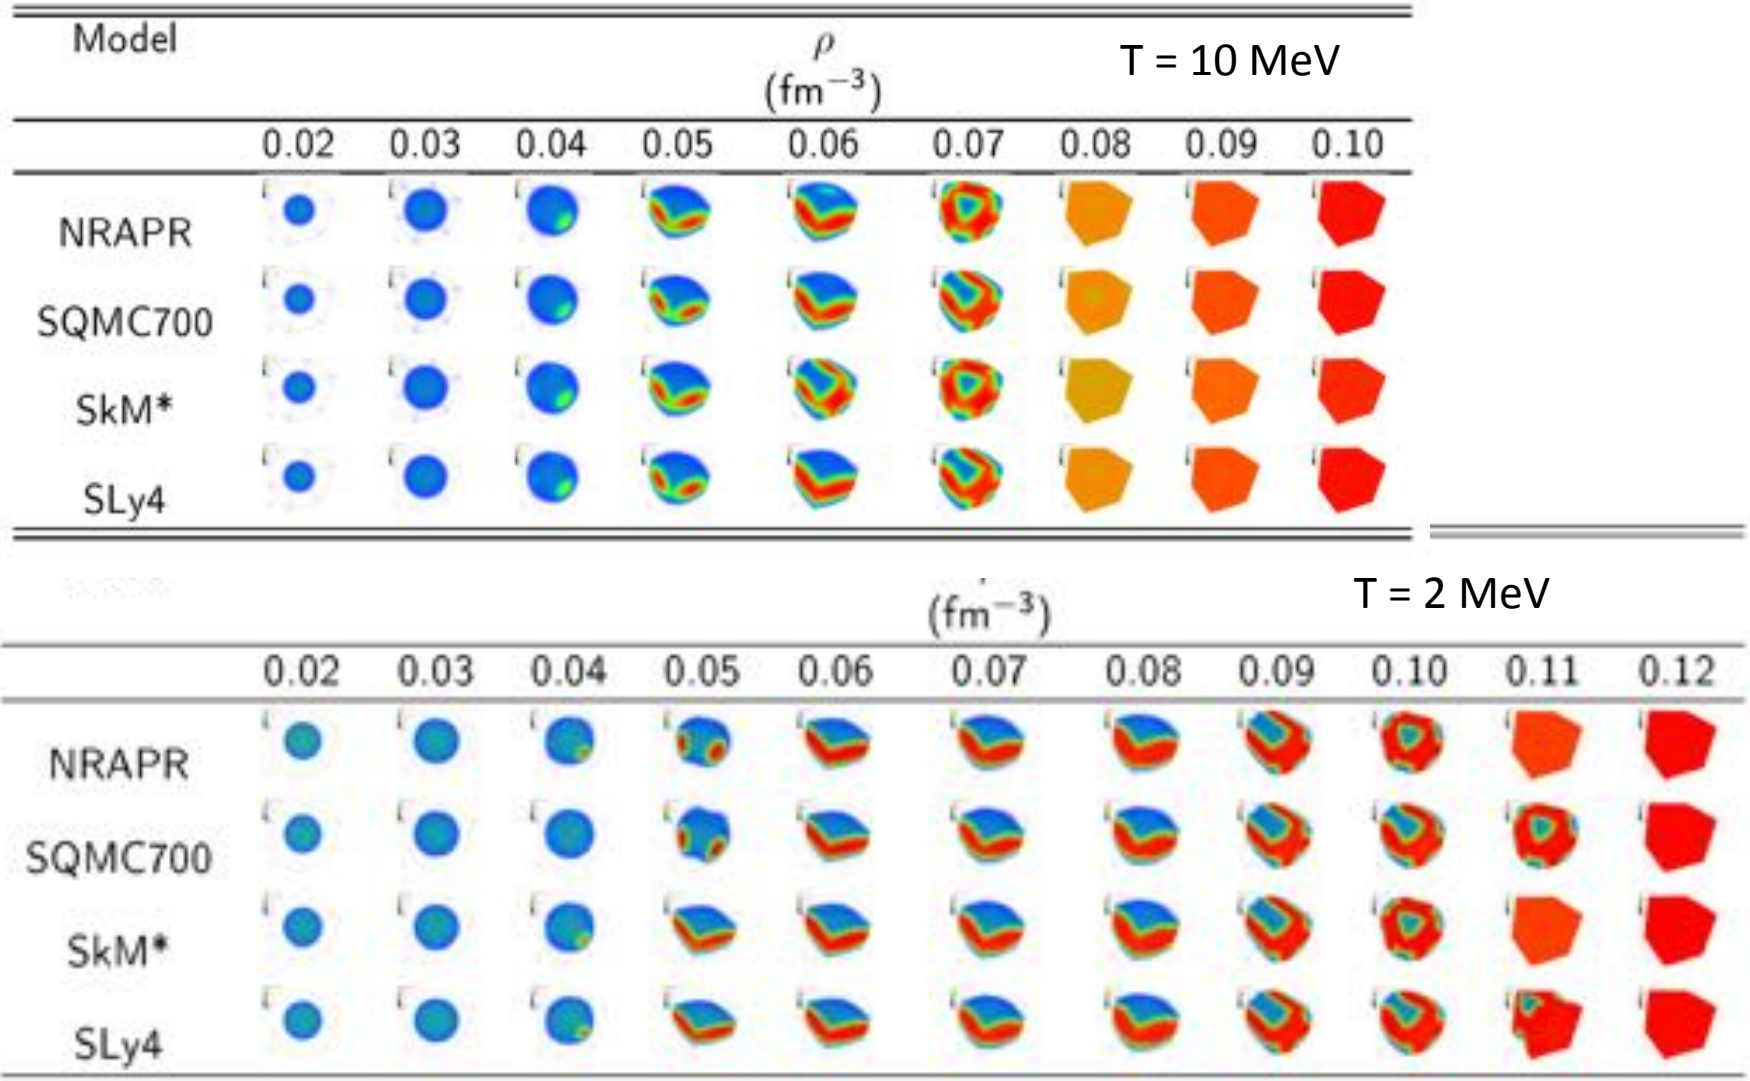 Model ρ T = 10 MeV
(fm−3)
0.02 0.03 0.04 0.05 0.06 0.07 0.08 0.09 0.10
NRAPR
SQMC700
SkM*
SLy4
T = 2 MeV
(fm−3)
0.02 0.03 0.04 0.05 0.06 0.07 0.08 0.09 0.10 0.11 0.12
NRAPR
SQMC700
SkM*
SLy4